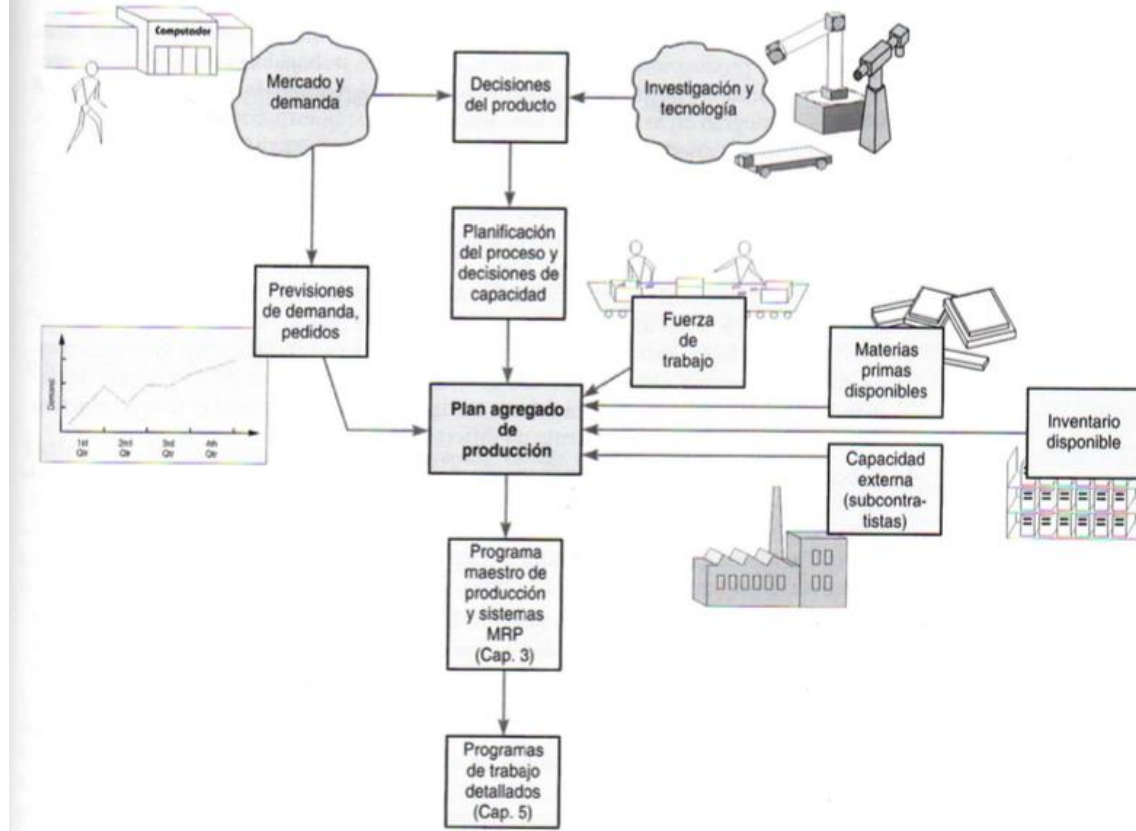 Computador
Mercado y
demanda
Decisiones
del producto
Investigación y
tecnología
Planificación
del proceso y
decisiones de
capacidad
Previsiones
de demanda,
pedidos
Fuerza
de
trabajo
Materias
primas
disponibles
Inventario
disponible
Plan agregado
de
producción
Capacidad
externa
(subcontra-
tistas)
1st 2nd 3rd 4th
Qtr Qtr Qtr Qtr
Programa
maestro de
producción
y sistemas
MRP
(Cap. 3)
Programas
de trabajo
detallados
(Cap. 5)